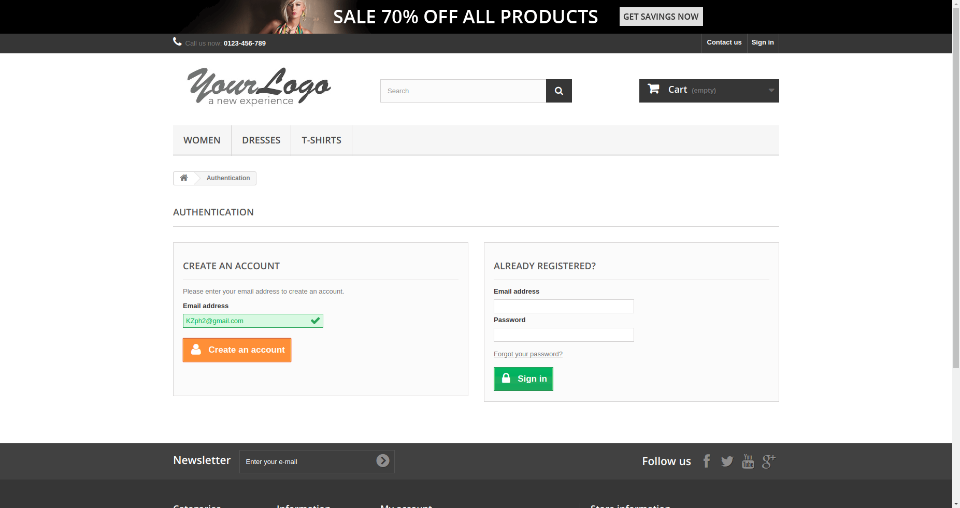 SALE 70% OFF ALL PRODUCTS GET SAVINGS NOW
Call us now: 0123-456-789 Contact us Sign in
YourLogo
a new experience
Search
Cart (empty)
WOMEN DRESSES T-SHIRTS
Authentication
AUTHENTICATION
CREATE AN ACCOUNT
Please enter your email address to create an account.
Email address
KZph2@gmail.com
Create an account
ALREADY REGISTERED?
Email address
Password
Forgot your password?
Sign in
Newsletter Enter your e-mail
Follow us
You Tube
g+
Categories Information My account Store information